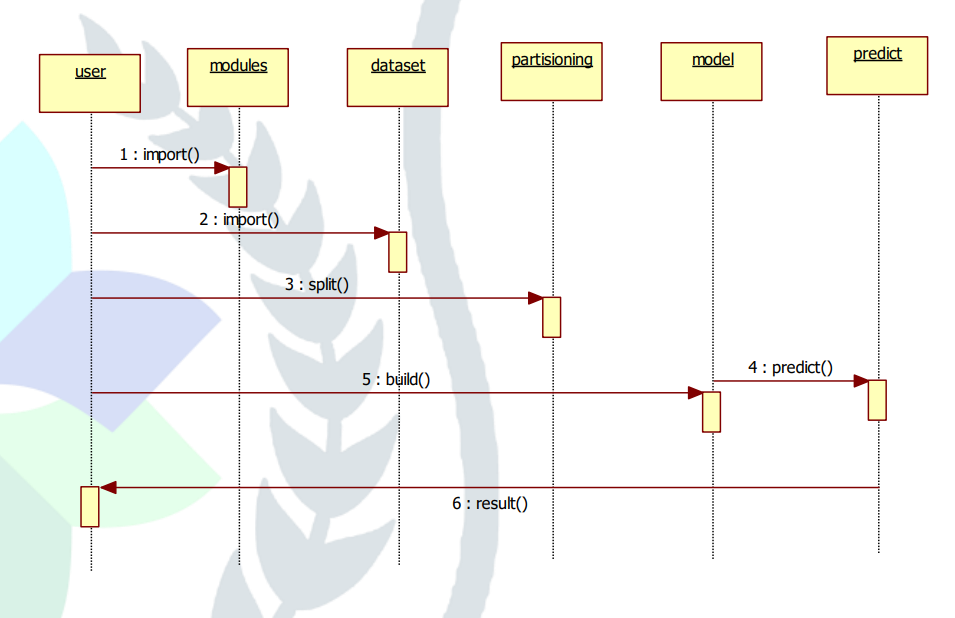 user
modules
dataset
partisioning
model
predict
1 : import()
2 : import()
3 : split()
4 : predict()
5 : build()
6 : result()